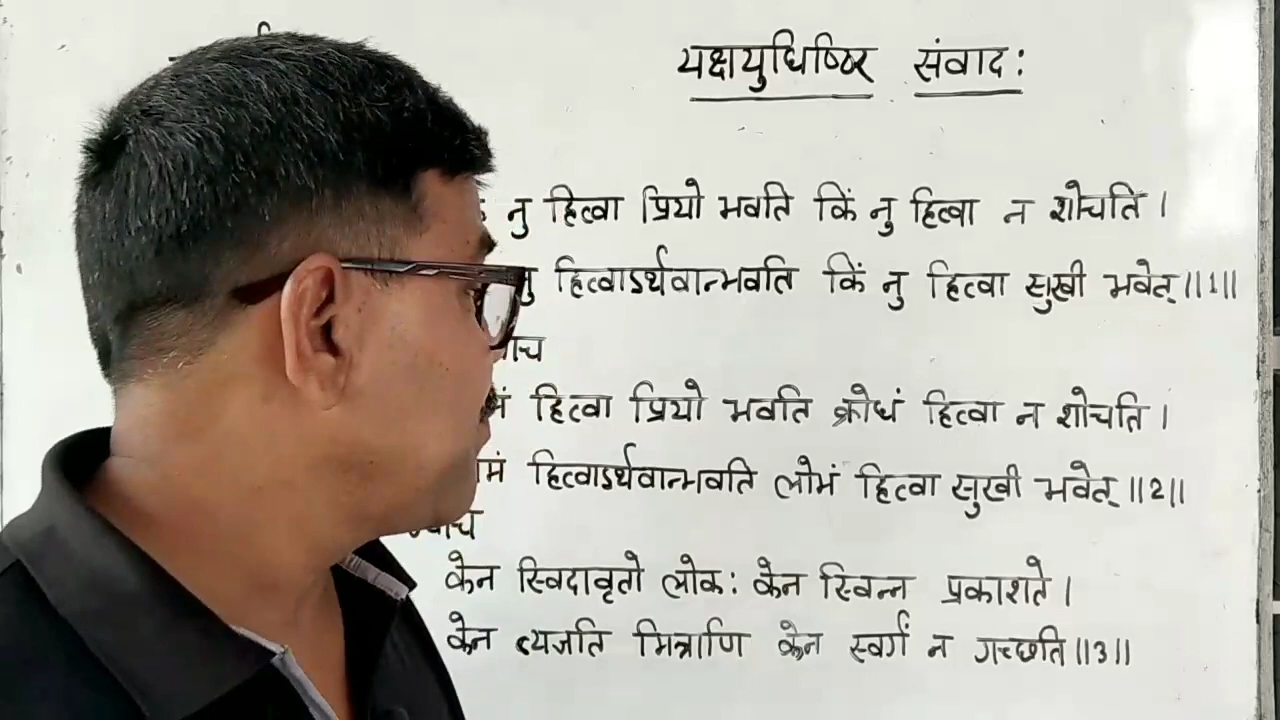 यक्षयुधिष्ठिर संवादः
नु हित्वा प्रियो भवति किं नु हित्वा न शोचति ।
नु हित्वाऽर्थवान्भवति किं नु हित्वा सुखी भवेत् ॥1॥
हित्वा प्रियो भवति क्रोधं हित्वा न शोचति ।
हित्वाऽर्थवान्भवति लोभं हित्वा सुखी भवेत् ॥2॥
केन स्विदावृतो लोकः केन स्विन्न प्रकाशते ।
केन त्यजति मित्राणि केन स्वर्गं न गच्छति ॥3॥